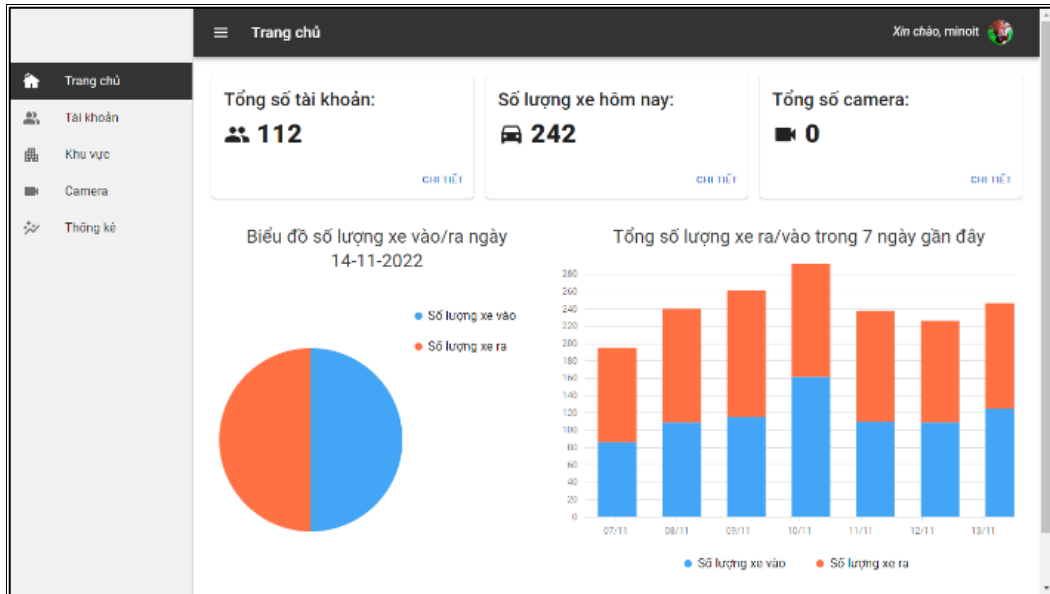 Trang chủ
Xin chào, minoit
Trang chủ
Tài khoản
Khu vực
Camera
Thống kê
Tổng số tài khoản:
112
CHI TIẾT
Số lượng xe hôm nay:
242
CHI TIẾT
Tổng số camera:
0
CHI TIẾT
Biểu đồ số lượng xe vào/ra ngày
14-11-2022
Số lượng xe vào
Số lượng xe ra
Tổng số lượng xe ra/vào trong 7 ngày gần đây
280
260
240
220
200
180
160
140
120
100
80
60
40
20
0
07/11 08/11 09/11 10/11 11/11 12/11 13/11
Số lượng xe vào Số lượng xe ra